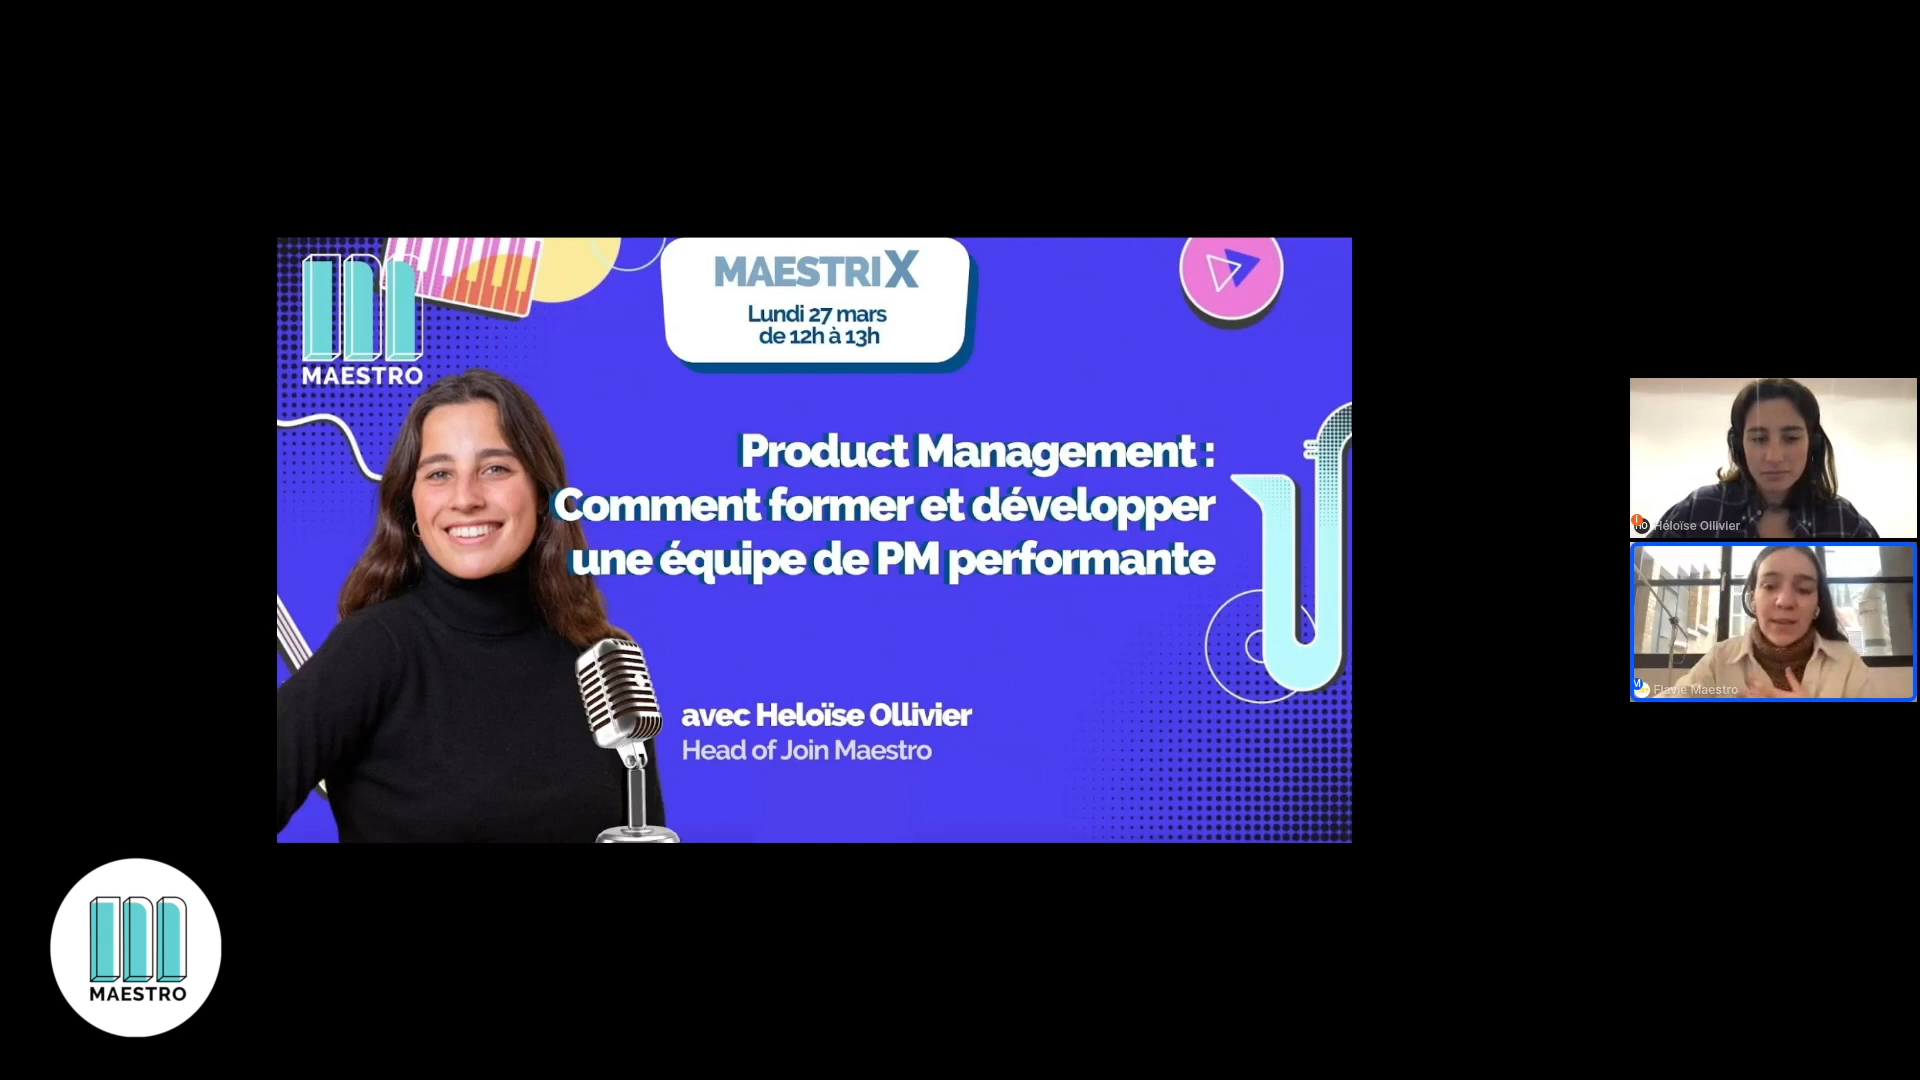 MAESTRO
MAESTRIX
Lundi 27 mars
de 12h à 13h
Product Management :
Comment former et développer
une équipe de PM performante
avec Heloïse Ollivier
Head of Join Maestro
HO Héloïse Ollivier
M Flavie Maestro
MAESTRO